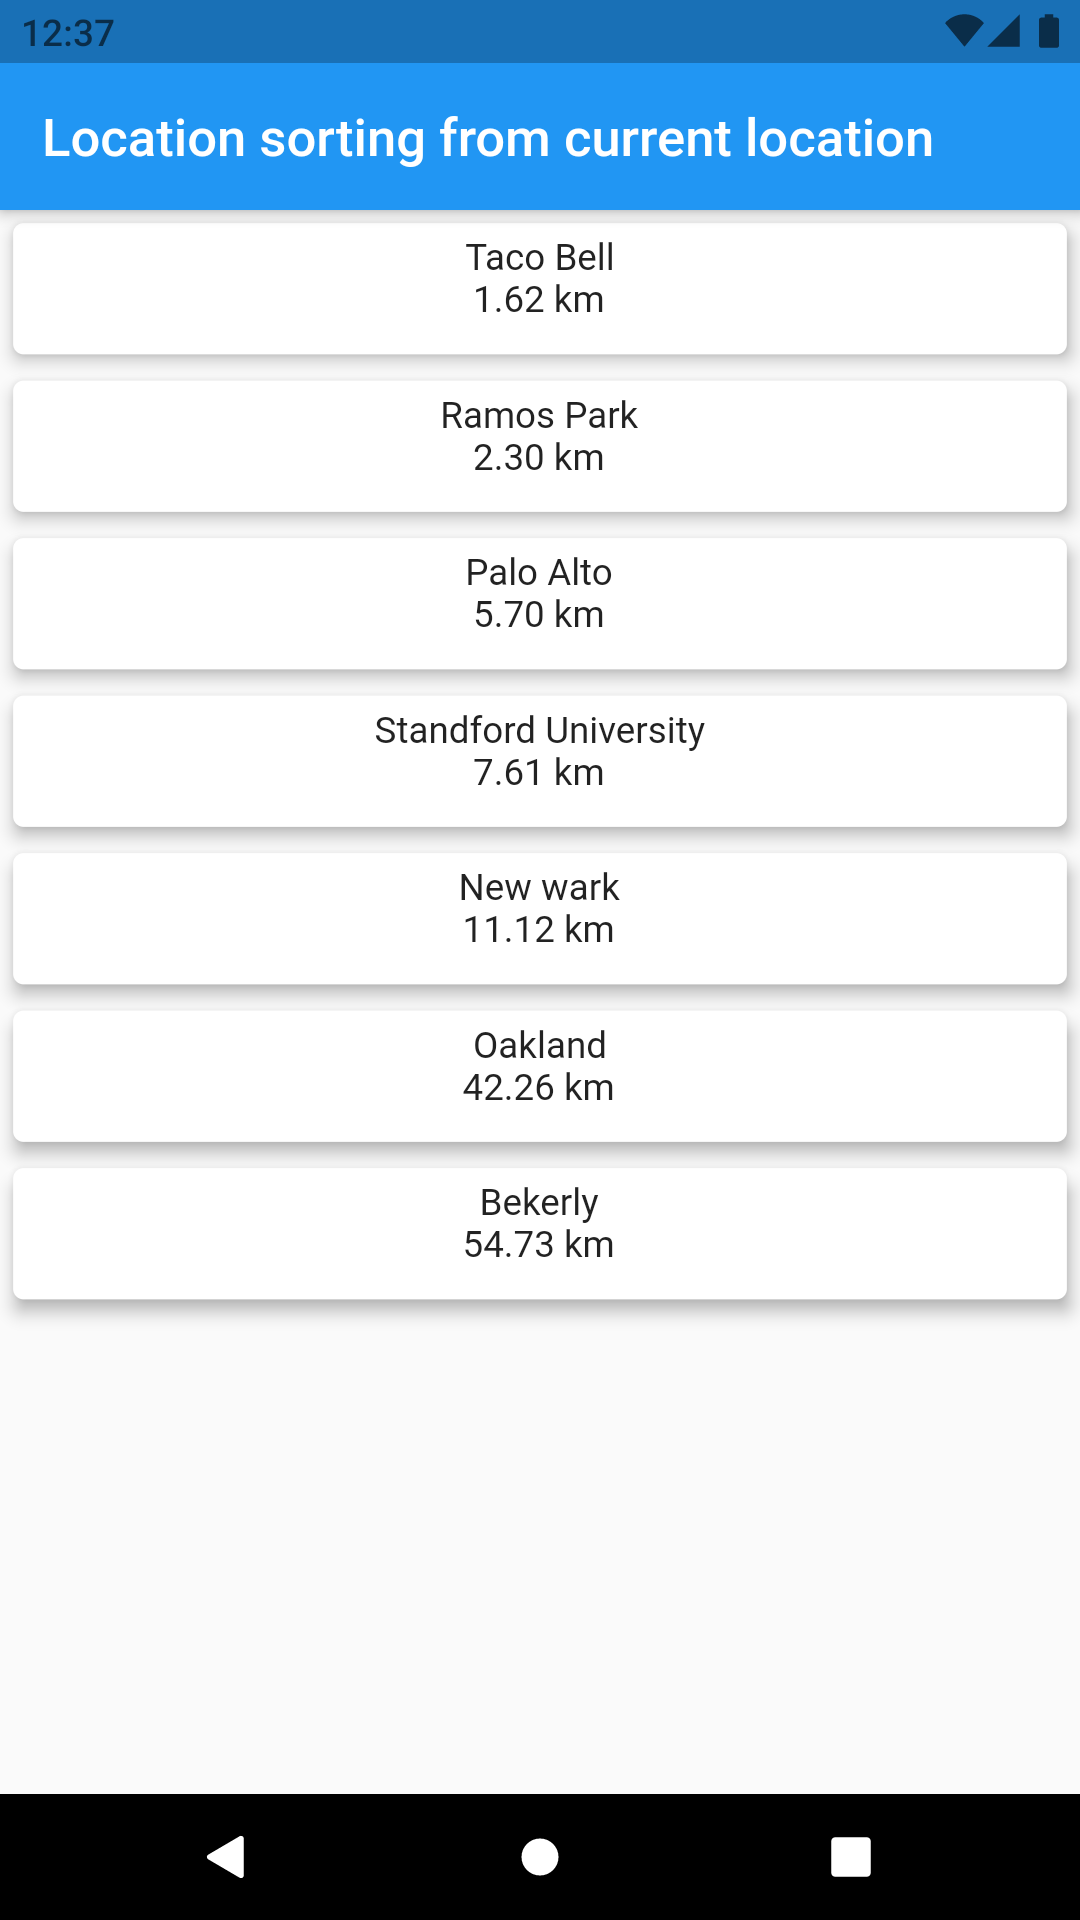 12:37
Location sorting from current location
Taco Bell
1.62 km
Ramos Park
2.30 km
Palo Alto
5.70 km
Standford University
7.61 km
New wark
11.12 km
Oakland
42.26 km
Bekerly
54.73 km